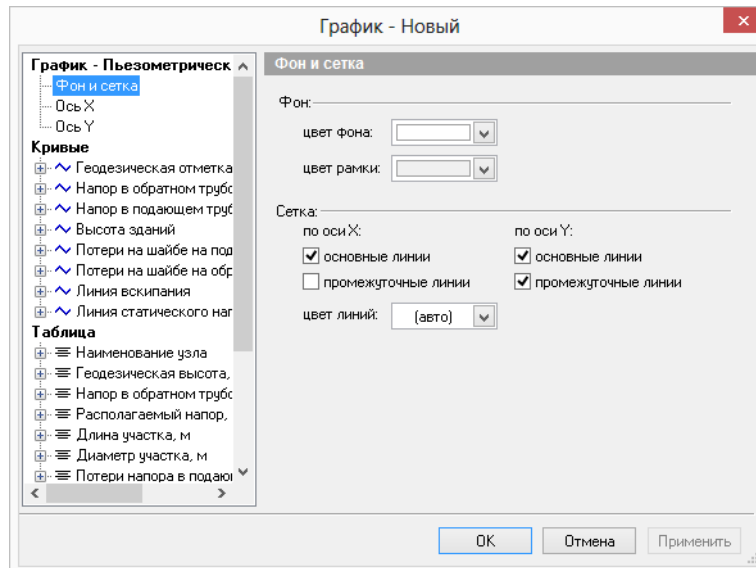 График - Новый
График - Пьезометрическ
Фон и сетка
Ось X
Ось Y
Кривые
Геодезическая отметка
Напор в обратном трубо
Напор в подающем труб
Высота зданий
Потери на шайбе на под
Потери на шайбе на обр
Линия вскипания
Линия статического нап
Таблица
Наименование узла
Геодезическая высота,
Напор в обратном трубо
Располагаемый напор,
Длина участка, м
Диаметр участка, м
Потери напора в подаю
Фон и сетка
Фон:
цвет фона:
цвет рамки:
Сетка:
по оси X: по оси Y:
основные линии основные линии
промежуточные линии промежуточные линии
цвет линий: (авто)
ОК Отмена Применить